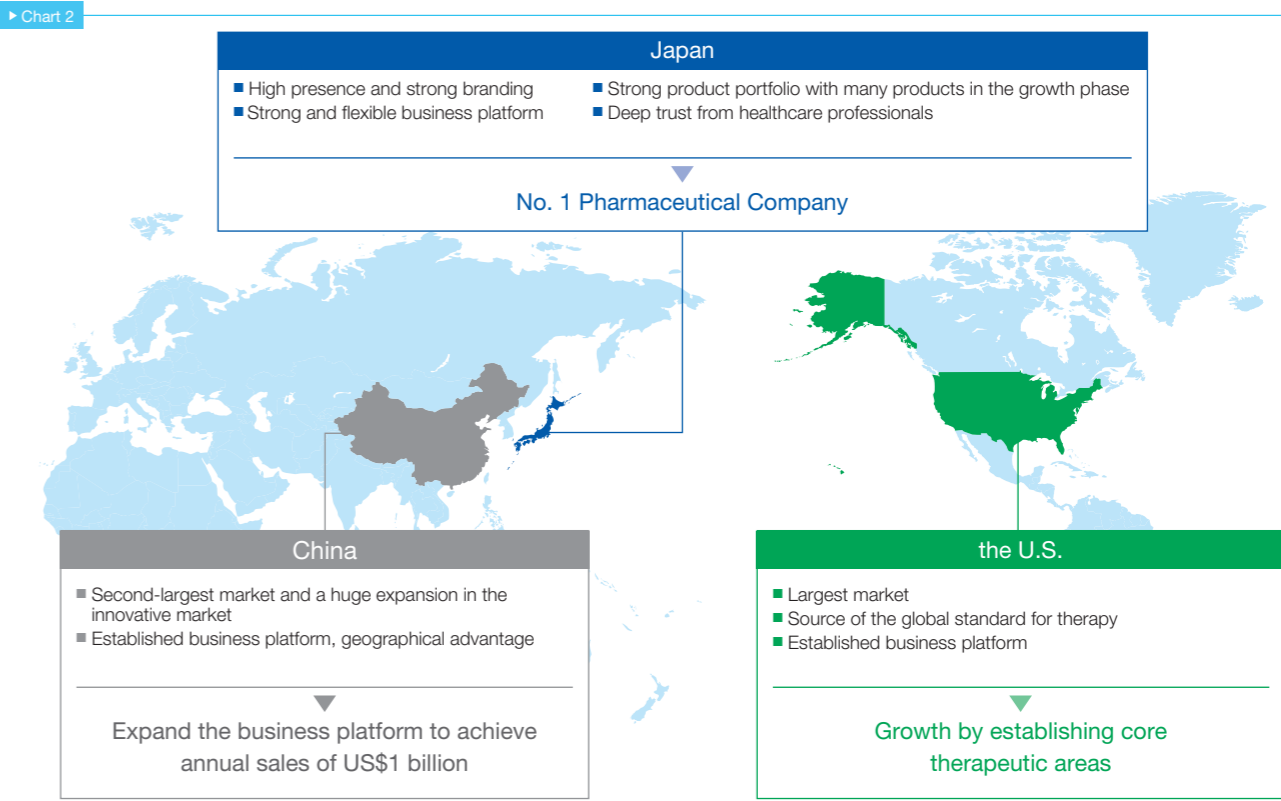 ▶ Chart 2
Japan
■ High presence and strong branding
■ Strong and flexible business platform
■ Strong product portfolio with many products in the growth phase
■ Deep trust from healthcare professionals
No. 1 Pharmaceutical Company
China
■ Second-largest market and a huge expansion in the
innovative market
■ Established business platform, geographical advantage
Expand the business platform to achieve
annual sales of US$1 billion
the U.S.
■ Largest market
■ Source of the global standard for therapy
■ Established business platform
Growth by establishing core
therapeutic areas